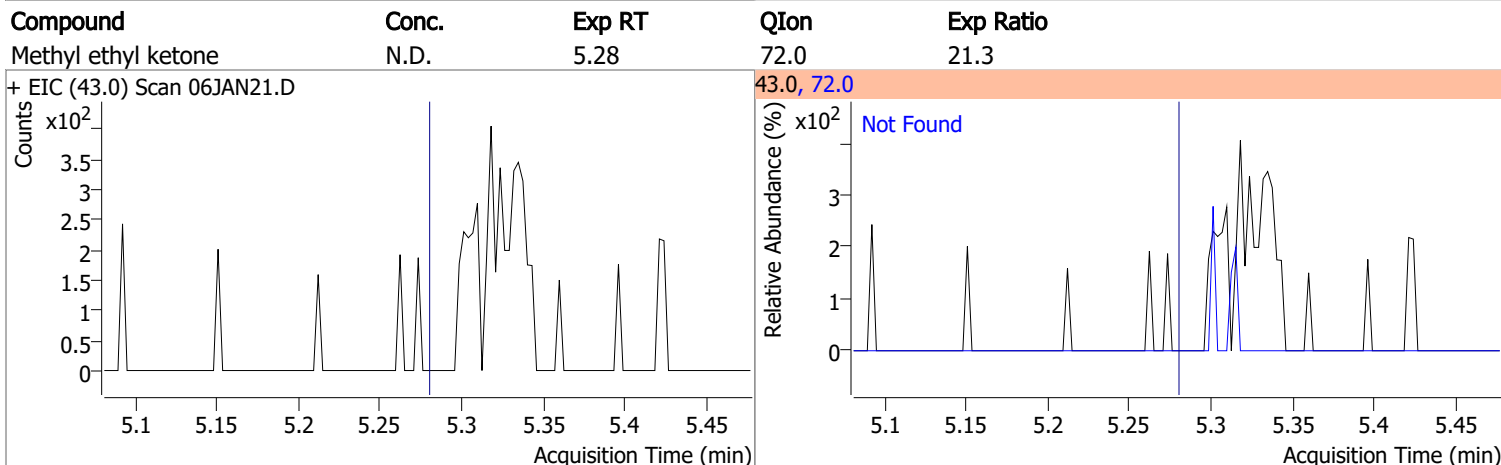 Compound Conc. Exp RT QIon Exp Ratio
Methyl ethyl ketone N.D. 5.28 72.0 21.3
+ EIC (43.0) Scan 06JAN21.D
Counts
x10²
3.5
3
2.5
2
1.5
1
0.5
0
5.1 5.15 5.2 5.25 5.3 5.35 5.4 5.45
Acquisition Time (min)
43.0, 72.0
Relative Abundance (%)
x10²
Not Found
3
2
1
0
5.1 5.15 5.2 5.25 5.3 5.35 5.4 5.45
Acquisition Time (min)